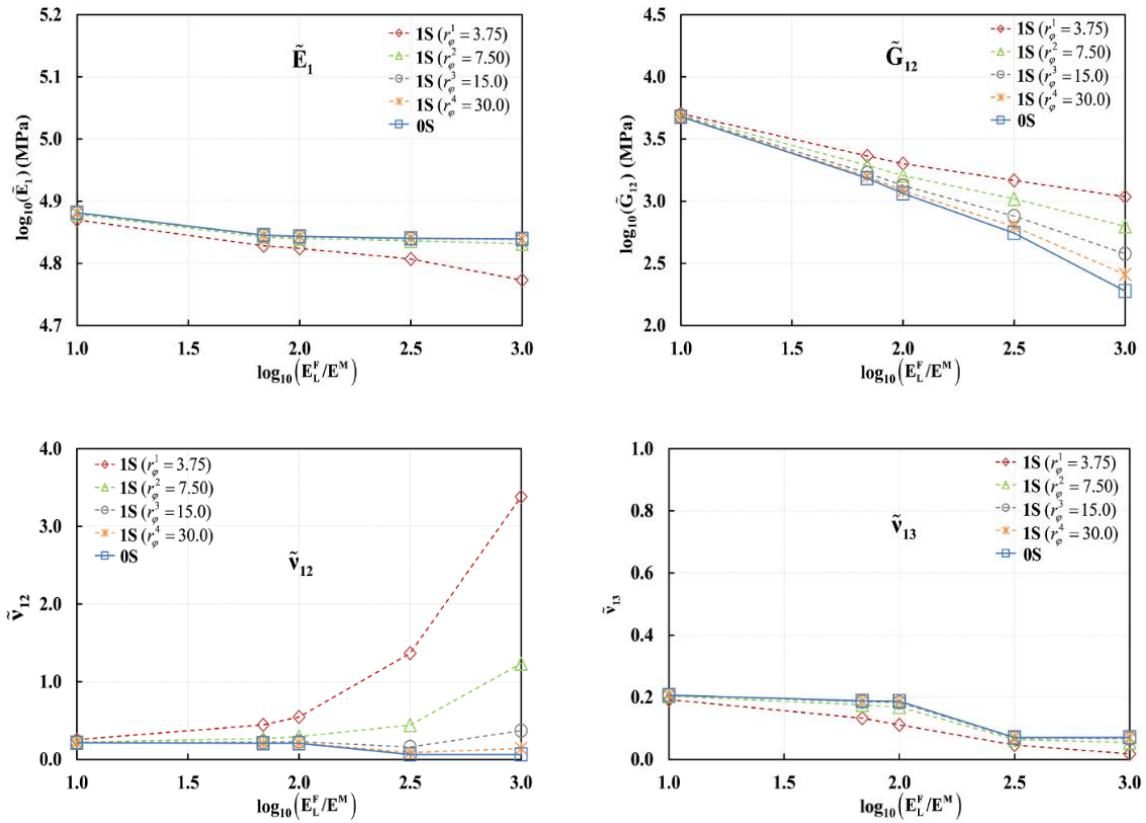 5.2
5.1
5.0
4.9
4.8
4.7
log₁₀(Ẽ₁) (MPa)
Ẽ₁
1S (r_φ^1 = 3.75)
1S (r_φ^2 = 7.50)
1S (r_φ^3 = 15.0)
1S (r_φ^4 = 30.0)
0S
1.0 1.5 2.0 2.5 3.0
log₁₀(E_L^F/E^M)
4.5
4.0
3.5
3.0
2.5
2.0
log₁₀(G̃₁₂) (MPa)
G̃₁₂
1S (r_φ^1 = 3.75)
1S (r_φ^2 = 7.50)
1S (r_φ^3 = 15.0)
1S (r_φ^4 = 30.0)
0S
1.0 1.5 2.0 2.5 3.0
log₁₀(E_L^F/E^M)
4.0
3.0
2.0
1.0
0.0
ṽ₁₂
1S (r_φ^1 = 3.75)
1S (r_φ^2 = 7.50)
1S (r_φ^3 = 15.0)
1S (r_φ^4 = 30.0)
0S
ṽ₁₂
1.0 1.5 2.0 2.5 3.0
log₁₀(E_L^F/E^M)
1.0
0.8
0.6
0.4
0.2
0.0
ṽ₁₃
1S (r_φ^1 = 3.75)
1S (r_φ^2 = 7.50)
1S (r_φ^3 = 15.0)
1S (r_φ^4 = 30.0)
0S
ṽ₁₃
1.0 1.5 2.0 2.5 3.0
log₁₀(E_L^F/E^M)